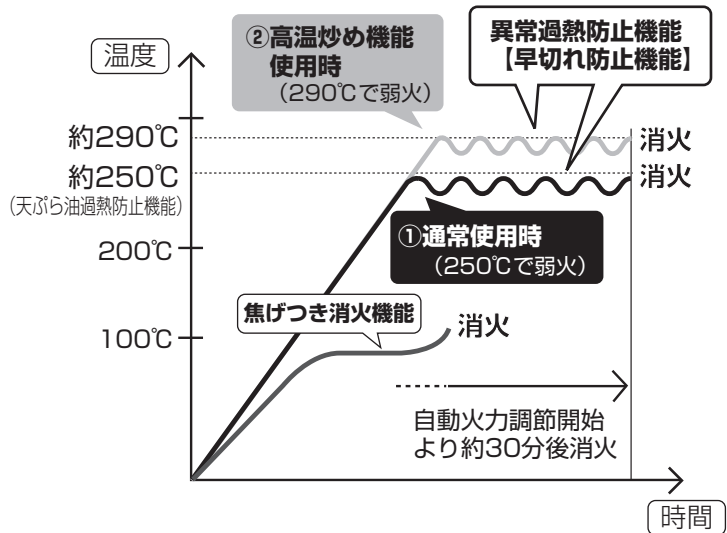 温度
②高温炒め機能
使用時
（290℃で弱火）
異常過熱防止機能
【早切れ防止機能】
約290℃
消火
約250℃
（天ぷら油過熱防止機能）
消火
①通常使用時
（250℃で弱火）
200℃
焦げつき消火機能
消火
100℃
自動火力調節開始
より約30分後消火
時間